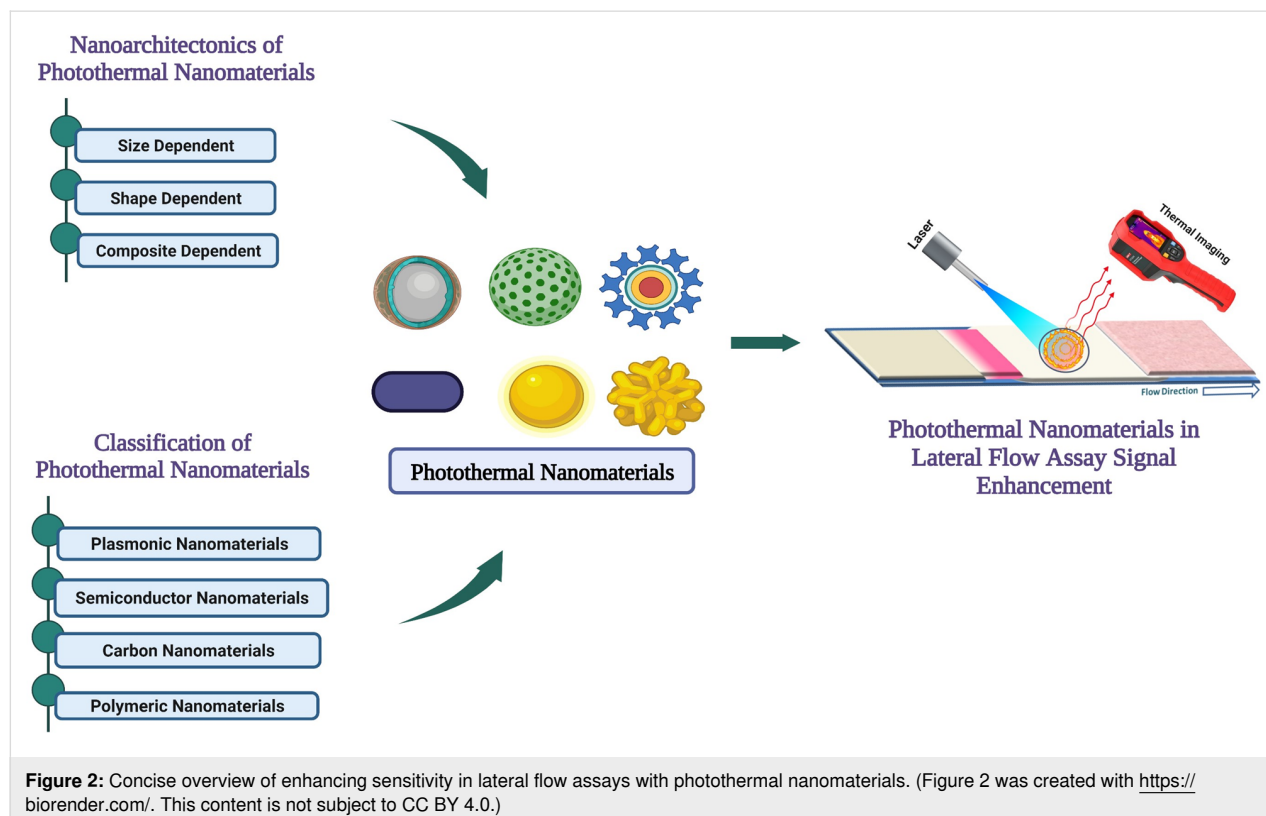 Nanoarchitectonics of
Photothermal Nanomaterials
Size Dependent
Shape Dependent
Composite Dependent
Classification of
Photothermal Nanomaterials
Plasmonic Nanomaterials
Semiconductor Nanomaterials
Carbon Nanomaterials
Polymeric Nanomaterials
Photothermal Nanomaterials
Laser
Thermal Imaging
Flow Direction
Photothermal Nanomaterials in
Lateral Flow Assay Signal
Enhancement
Figure 2: Concise overview of enhancing sensitivity in lateral flow assays with photothermal nanomaterials. (Figure 2 was created with https://
biorender.com/. This content is not subject to CC BY 4.0.)